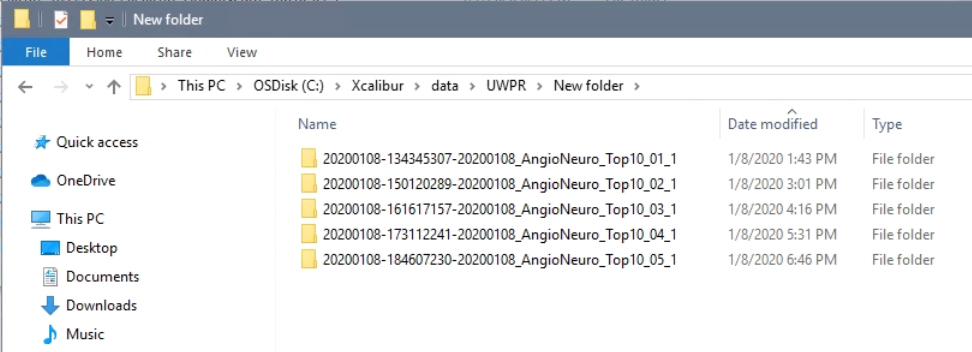 New folder
File Home Share View
This PC > OSDisk (C:) > Xcalibur > data > UWPR > New folder >
Name Date modified Type
Quick access
OneDrive
This PC
Desktop
Documents
Downloads
Music
20200108-134345307-20200108_AngioNeuro_Top10_01_1 1/8/2020 1:43 PM File folder
20200108-150120289-20200108_AngioNeuro_Top10_02_1 1/8/2020 3:01 PM File folder
20200108-161617157-20200108_AngioNeuro_Top10_03_1 1/8/2020 4:16 PM File folder
20200108-173112241-20200108_AngioNeuro_Top10_04_1 1/8/2020 5:31 PM File folder
20200108-184607230-20200108_AngioNeuro_Top10_05_1 1/8/2020 6:46 PM File folder